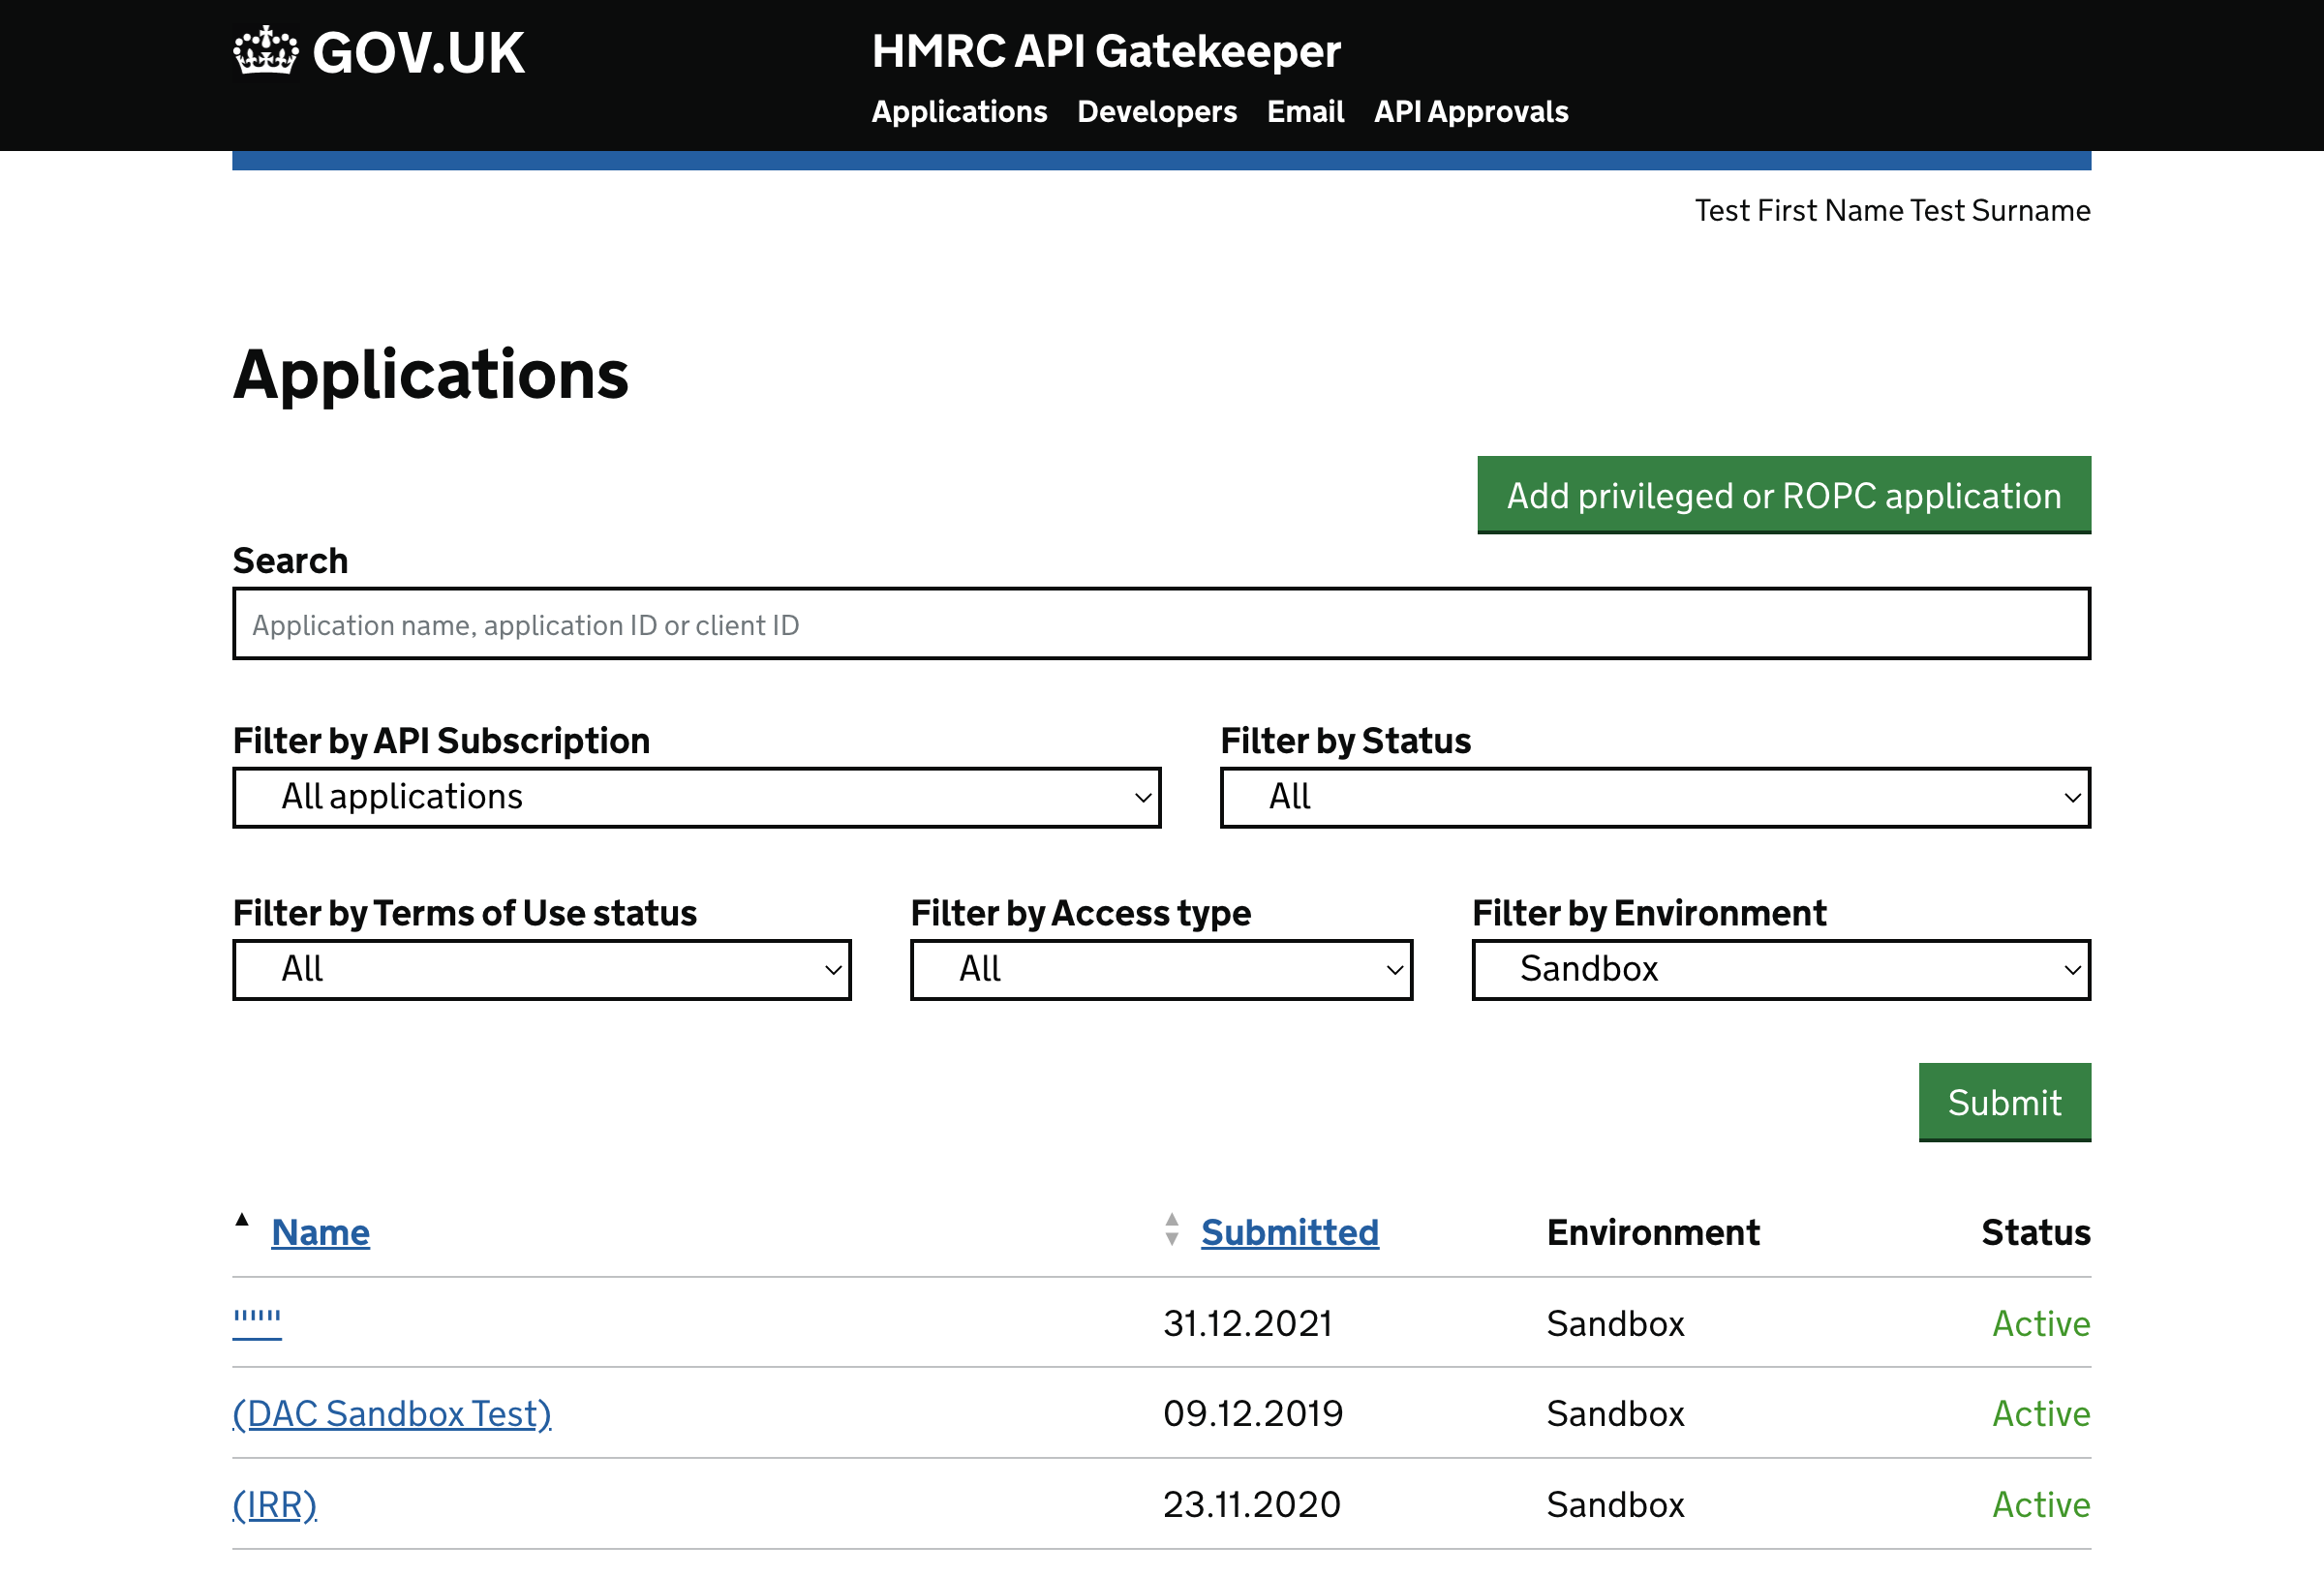 GOV.UK
HMRC API Gatekeeper
Applications Developers Email API Approvals
Test First Name Test Surname
Applications
Add privileged or ROPC application
Search
Application name, application ID or client ID
Filter by API Subscription Filter by Status
All applications All
Filter by Terms of Use status Filter by Access type Filter by Environment
All All Sandbox
Submit
Name Submitted Environment Status
"""" 31.12.2021 Sandbox Active
(DAC Sandbox Test) 09.12.2019 Sandbox Active
(IRR) 23.11.2020 Sandbox Active